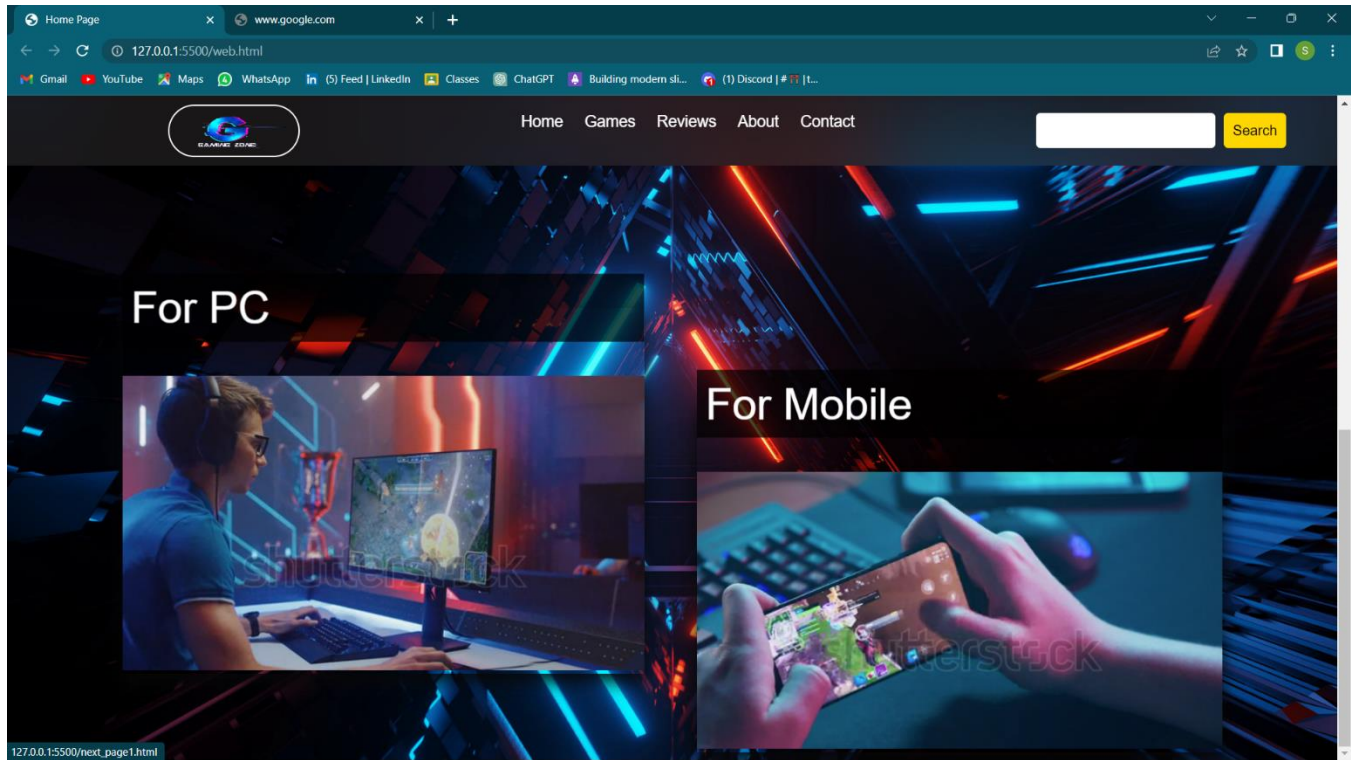 Home Page
www.google.com
127.0.0.1:5500/web.html
Gmail YouTube Maps WhatsApp (5) Feed | LinkedIn Classes ChatGPT Building modern sli... (1) Discord | # | t...
S
GAMING ZONE
Home Games Reviews About Contact
Search
For PC
For Mobile
shutterstock
shutterstock
127.0.0.1:5500/next_page1.html